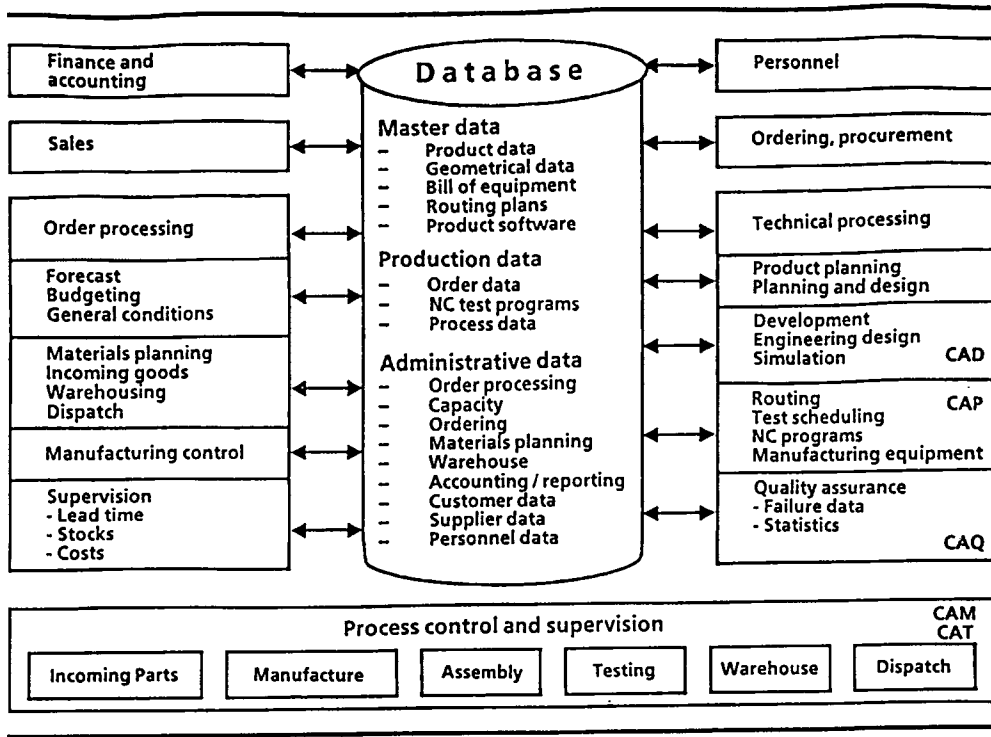 Finance and
accounting
Sales
Order processing
Forecast
Budgeting
General conditions
Materials planning
Incoming goods
Warehousing
Dispatch
Manufacturing control
Supervision
- Lead time
- Stocks
- Costs
Database
Master data
- Product data
- Geometrical data
- Bill of equipment
- Routing plans
- Product software
Production data
- Order data
- NC test programs
- Process data
Administrative data
- Order processing
- Capacity
- Ordering
- Materials planning
- Warehouse
- Accounting / reporting
- Customer data
- Supplier data
- Personnel data
Personnel
Ordering, procurement
Technical processing
Product planning
Planning and design
Development
Engineering design
Simulation CAD
Routing CAP
Test scheduling
NC programs
Manufacturing equipment
Quality assurance
- Failure data
- Statistics
CAQ
Process control and supervision
CAM
CAT
Incoming Parts
Manufacture
Assembly
Testing
Warehouse
Dispatch